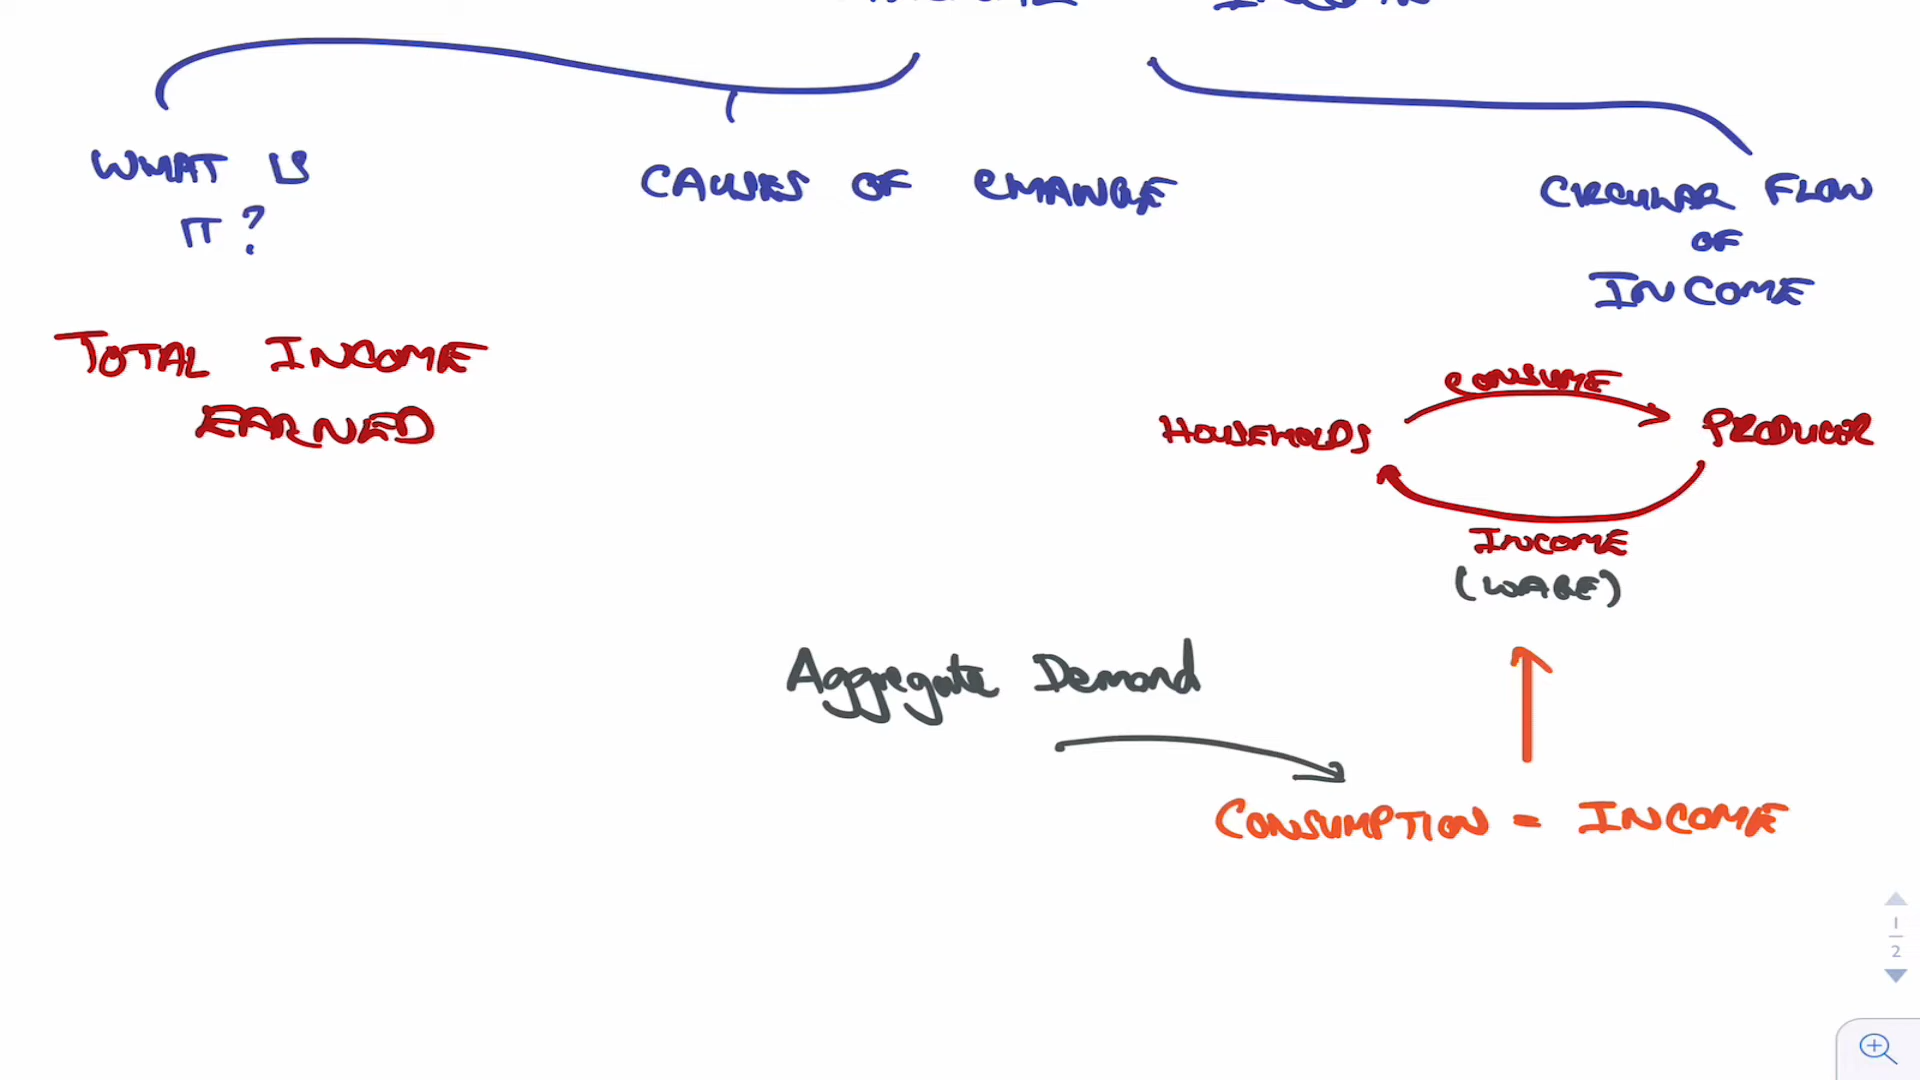 WHAT IS
IT?
CAUSES OF CHANGE
CIRCULAR FLOW
OF
INCOME
TOTAL INCOME
EARNED
CONSUME
HOUSEHOLDS
PRODUCER
INCOME
(WAGE)
Aggregate Demand
CONSUMPTION = INCOME
1
2